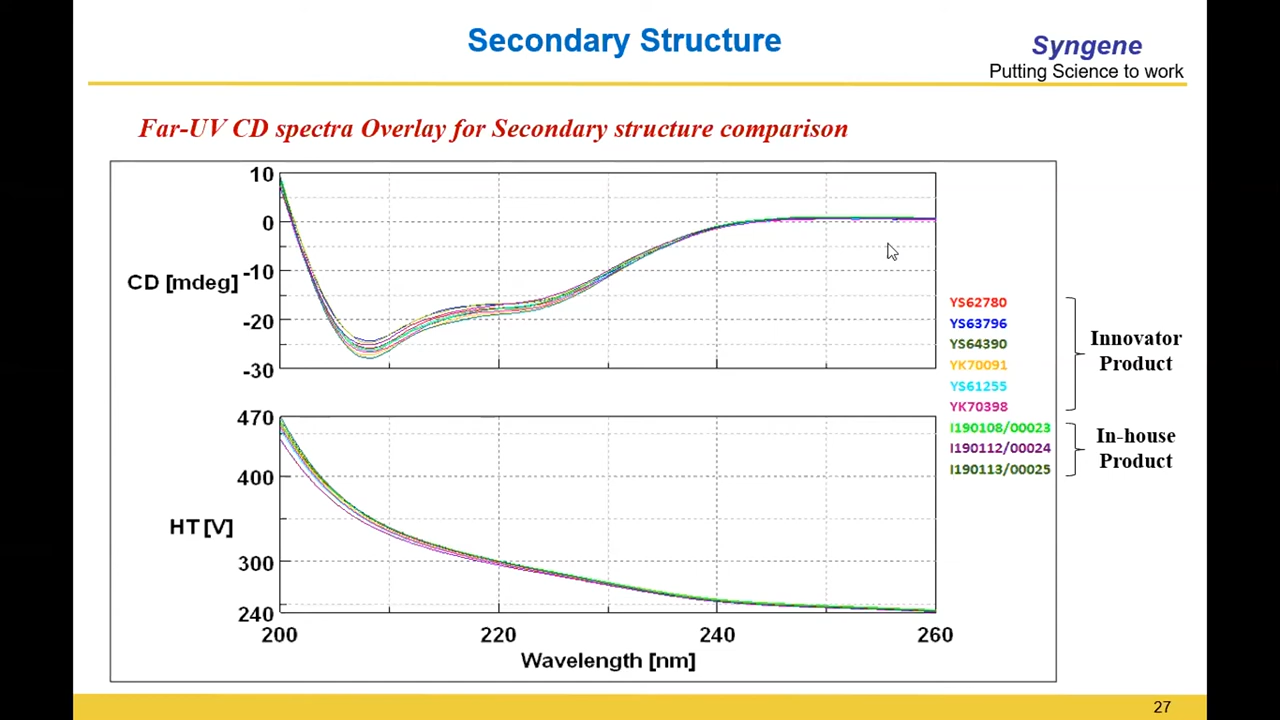 Secondary Structure
Syngene
Putting Science to work
Far-UV CD spectra Overlay for Secondary structure comparison
10
0
-10
-20
-30
CD [mdeg]
470
400
300
240
HT [V]
200
220
240
260
Wavelength [nm]
YS62780
YS63796
YS64390
YK70091
YS61255
YK70398
Innovator
Product
I190108/00023
I190112/00024
I190113/00025
In-house
Product
27